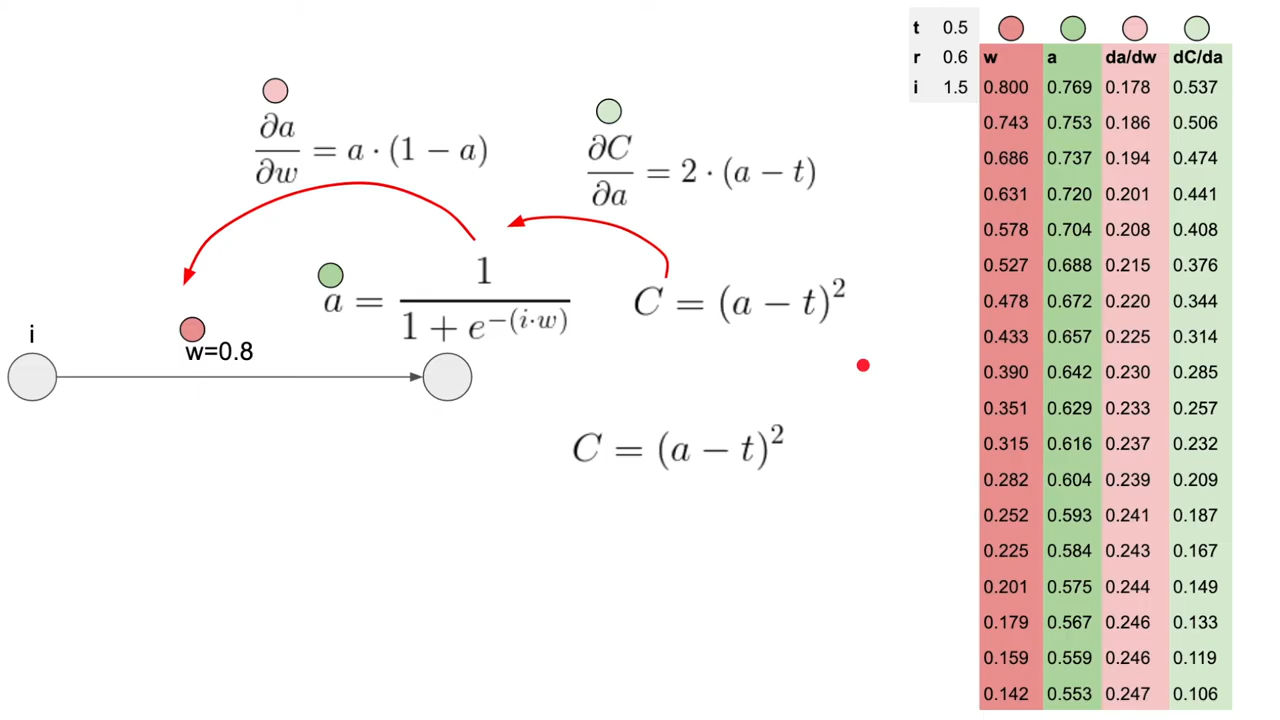 ∂a/∂w = a · (1 − a)
∂C/∂a = 2 · (a − t)
a = 1/(1 + e^−(i·w))
C = (a − t)²
i
w=0.8
C = (a − t)²
t 0.5
r 0.6
i 1.5
w a da/dw dC/da
0.800 0.769 0.178 0.537
0.743 0.753 0.186 0.506
0.686 0.737 0.194 0.474
0.631 0.720 0.201 0.441
0.578 0.704 0.208 0.408
0.527 0.688 0.215 0.376
0.478 0.672 0.220 0.344
0.433 0.657 0.225 0.314
0.390 0.642 0.230 0.285
0.351 0.629 0.233 0.257
0.315 0.616 0.237 0.232
0.282 0.604 0.239 0.209
0.252 0.593 0.241 0.187
0.225 0.584 0.243 0.167
0.201 0.575 0.244 0.149
0.179 0.567 0.246 0.133
0.159 0.559 0.246 0.119
0.142 0.553 0.247 0.106